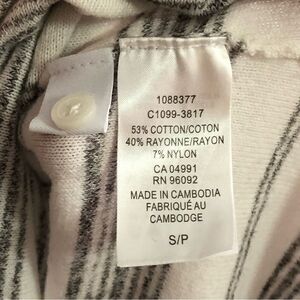 1088377
C1099-3817
53% COTTON/COTON
40% RAYONNE/RAYON
7% NYLON
CA 04991
RN 96092
MADE IN CAMBODIA
FABRIQUÉ AU
CAMBODGE
S/P